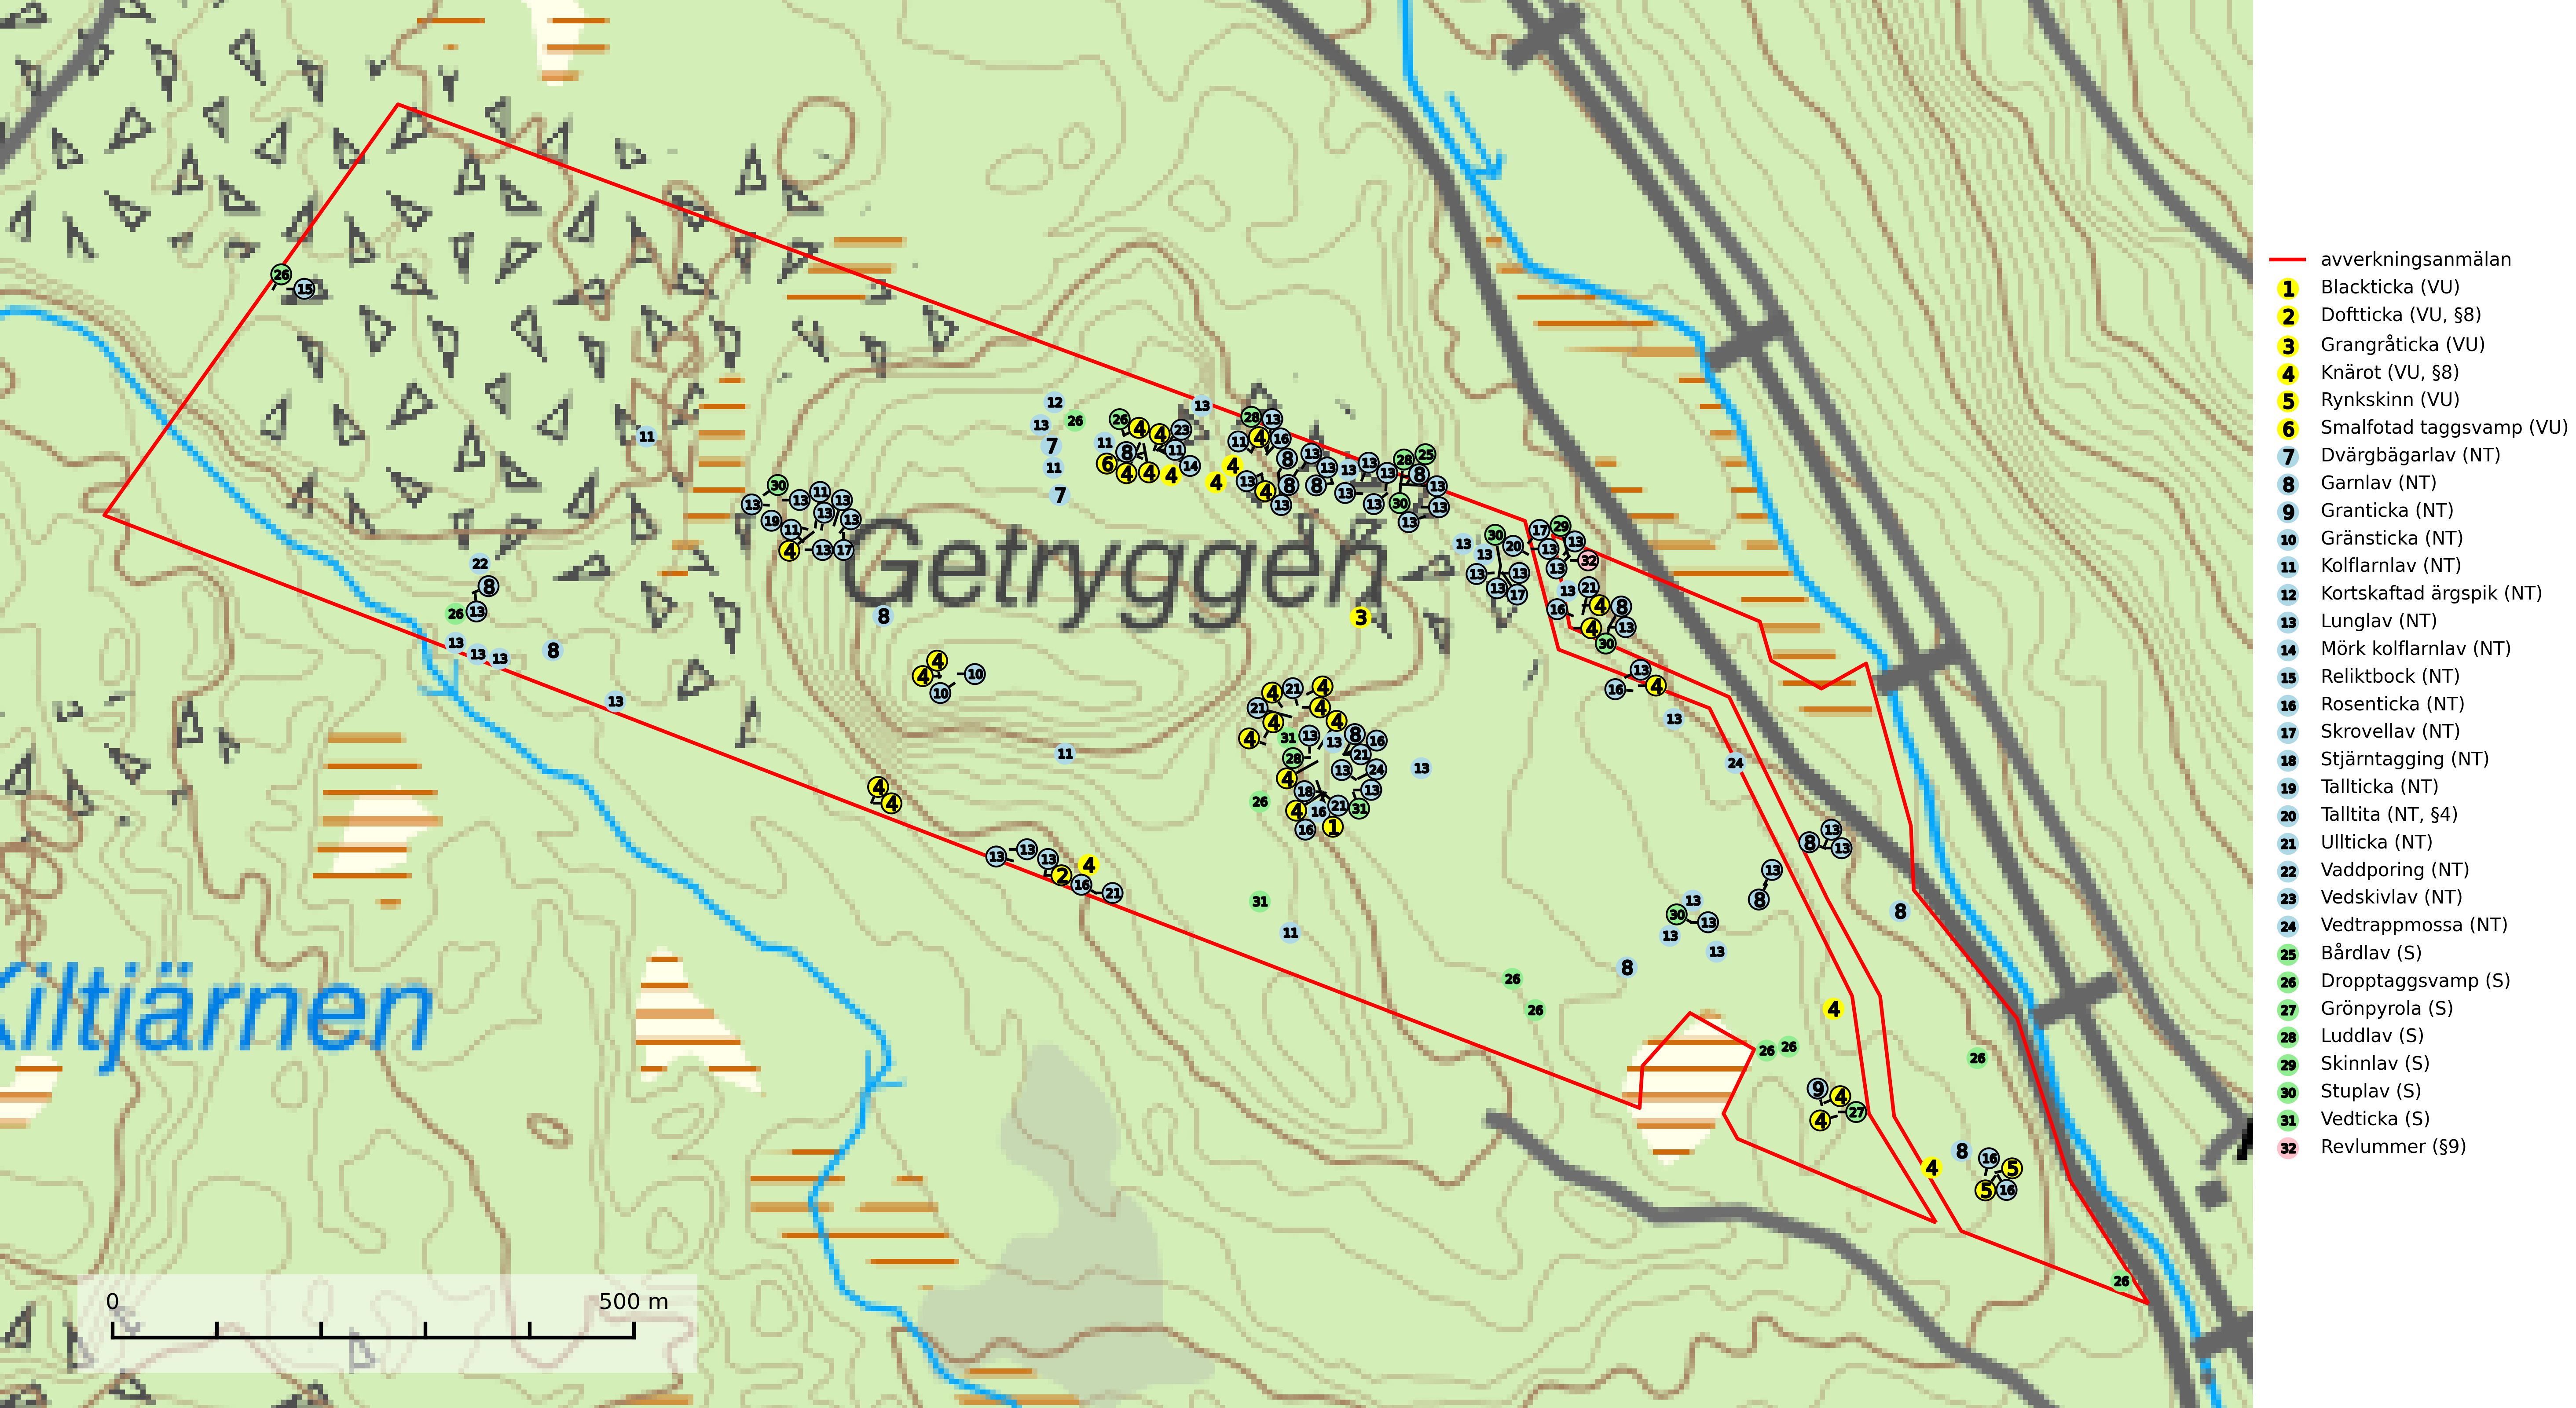 Getryggen
Kiltjärnen
0 500 m
avverkningsanmälan
1 Blackticka (VU)
2 Doftticka (VU, §8)
3 Grangråticka (VU)
4 Knärot (VU, §8)
5 Rynkskinn (VU)
6 Smalfotad taggsvamp (VU)
7 Dvärgbägarlav (NT)
8 Garnlav (NT)
9 Granticka (NT)
10 Gränsticka (NT)
11 Kolflarnlav (NT)
12 Kortskaftad ärgspik (NT)
13 Lunglav (NT)
14 Mörk kolflarnlav (NT)
15 Reliktbock (NT)
16 Rosenticka (NT)
17 Skrovellav (NT)
18 Stjärntagging (NT)
19 Tallticka (NT)
20 Talltita (NT, §4)
21 Ullticka (NT)
22 Vaddporing (NT)
23 Vedskivlav (NT)
24 Vedtrappmossa (NT)
25 Bårdlav (S)
26 Dropptaggsvamp (S)
27 Grönpyrola (S)
28 Luddlav (S)
29 Skinnlav (S)
30 Stuplav (S)
31 Vedticka (S)
32 Revlummer (§9)